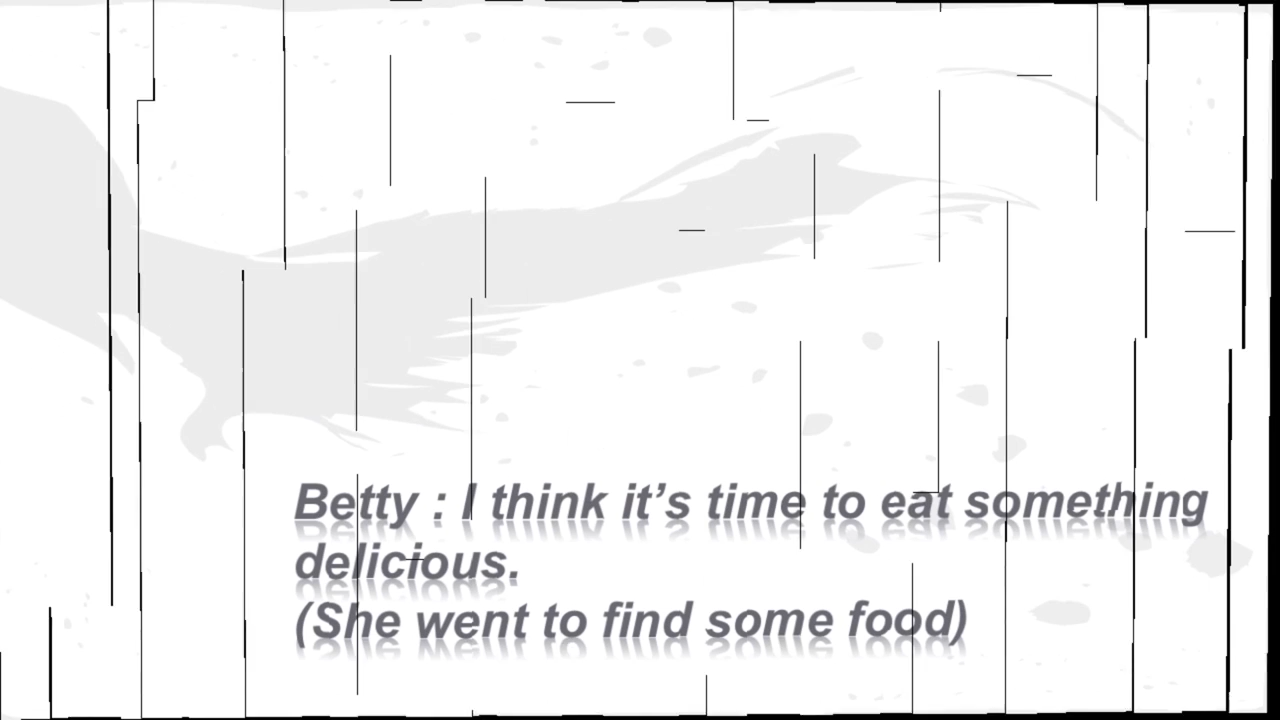 Betty : I think it’s time to eat something
delicious.
(She went to find some food)